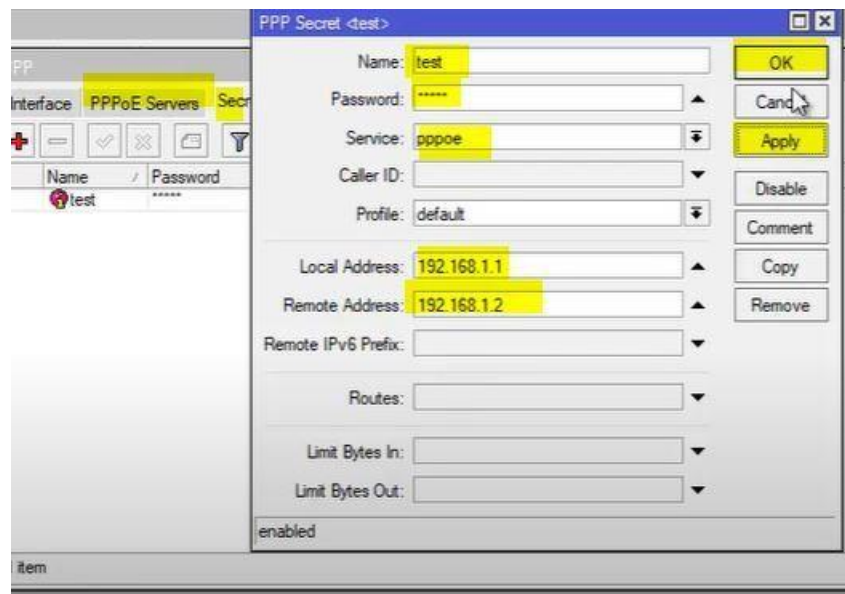 PPP Secret <test>
PP
Interface PPPoE Servers Secr
Name / Password
test *****
Name: test
Password: *****
Service: pppoe
Caller ID:
Profile: default
Local Address: 192.168.1.1
Remote Address: 192.168.1.2
Remote IPv6 Prefix:
Routes:
Limit Bytes In:
Limit Bytes Out:
enabled
OK
Cancel
Apply
Disable
Comment
Copy
Remove
item